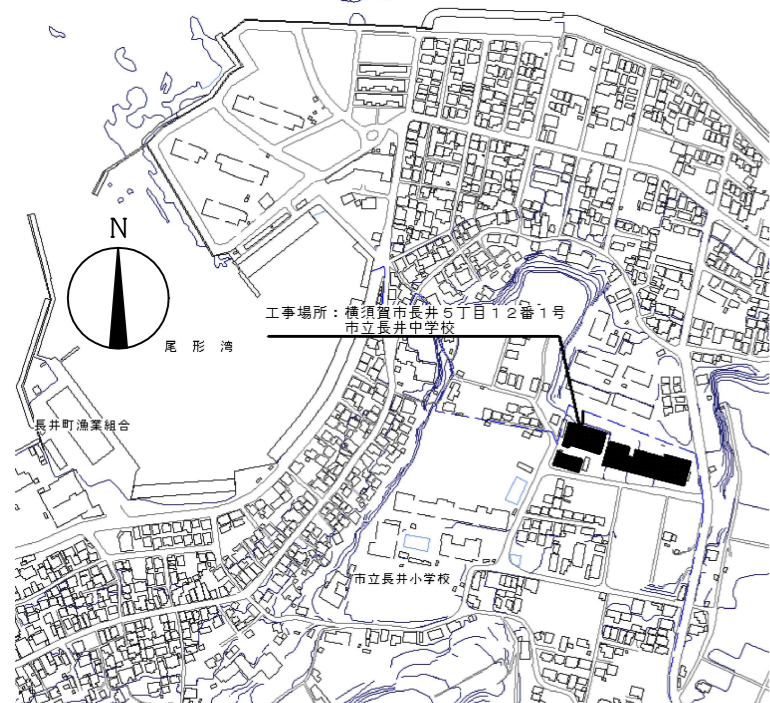 N
工事場所：横須賀市長井５丁目１２番１号
市立長井中学校
尾形湾
長井町漁業組合
市立長井小学校